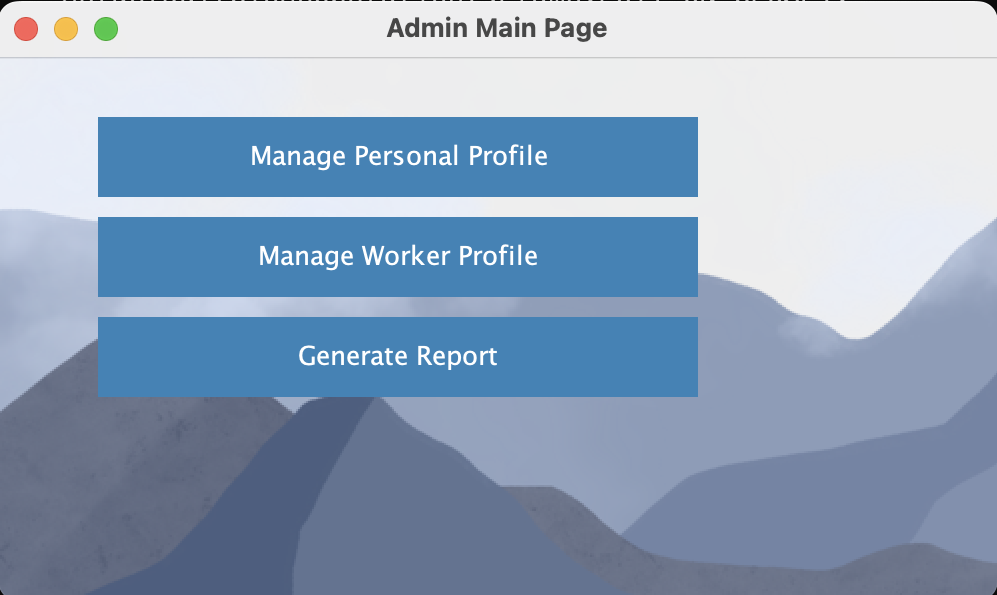 Admin Main Page
Manage Personal Profile
Manage Worker Profile
Generate Report